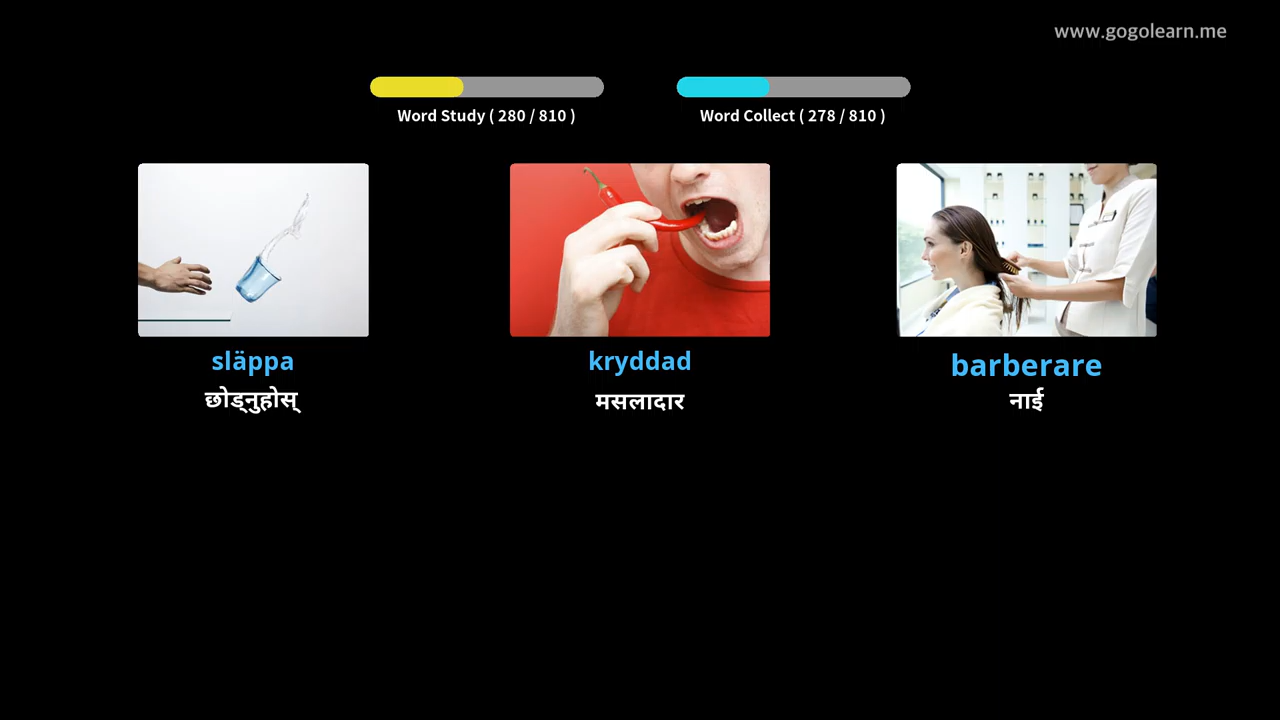 www.gogolearn.me
Word Study ( 280 / 810 )
Word Collect ( 278 / 810 )
släppa
kryddad
barberare
छोड्नुहोस्
मसलादार
नाई